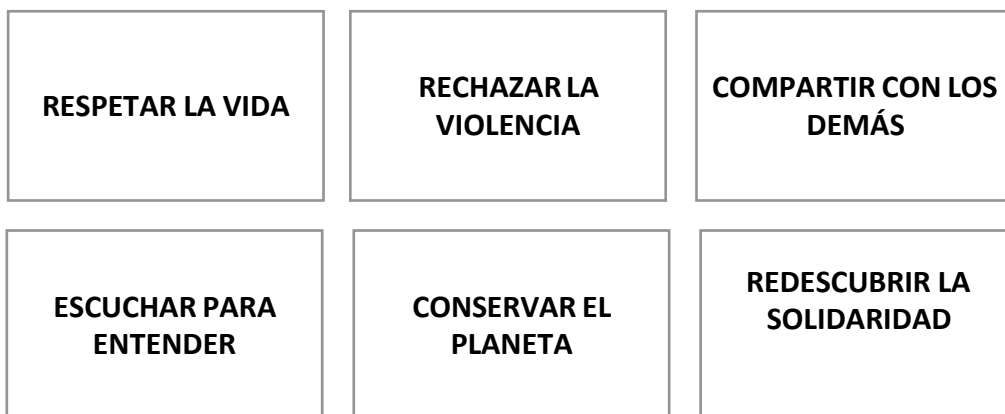 RESPETAR LA VIDA
RECHAZAR LA
VIOLENCIA
COMPARTIR CON LOS
DEMÁS
ESCUCHAR PARA
ENTENDER
CONSERVAR EL
PLANETA
REDESCUBRIR LA
SOLIDARIDAD